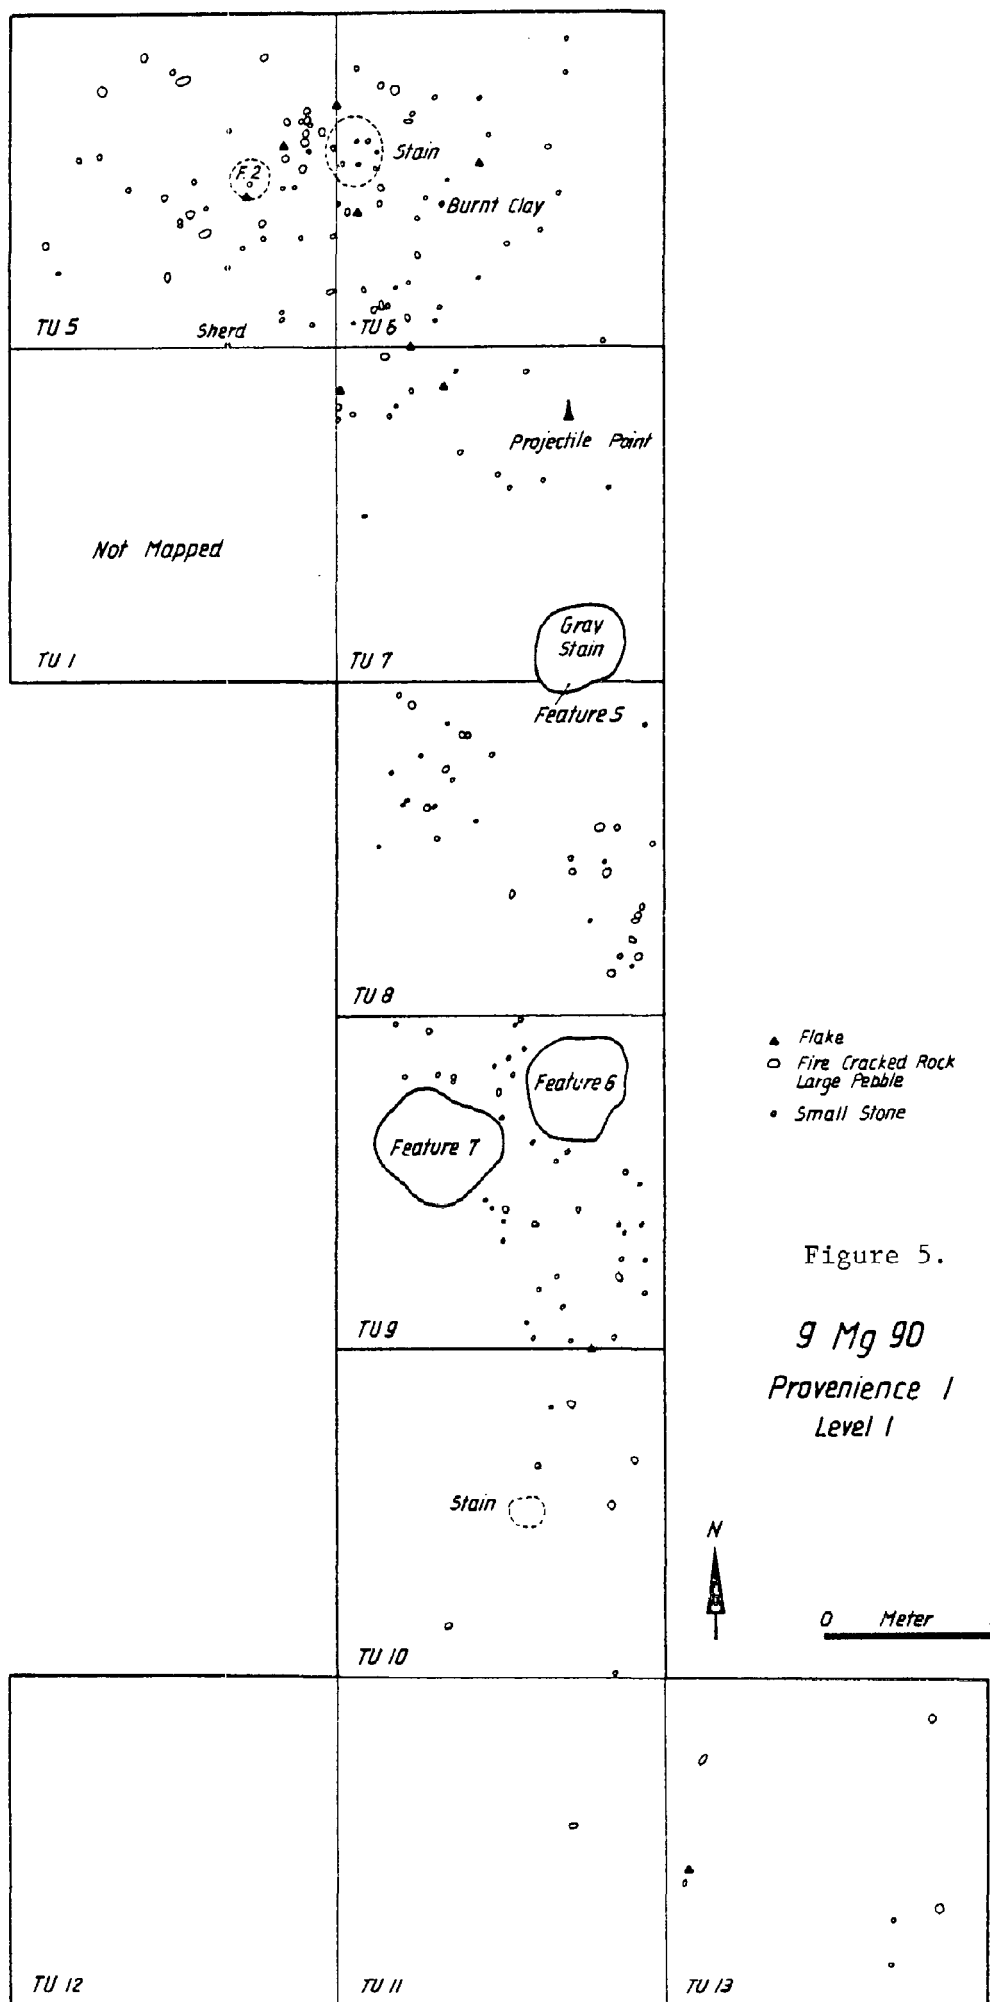 F. 2
Stain
Burnt Clay
TU 5
Sherd
TU 6
Projectile Point
Not Mapped
Gray
Stain
TU 1
TU 7
Feature 5
TU 8
Flake
Fire Cracked Rock
Large Pebble
Small Stone
Feature 6
Feature 7
Figure 5.
TU 9
9 Mg 90
Provenience 1
Level 1
Stain
N
0 Meter
TU 10
TU 12
TU 11
TU 13